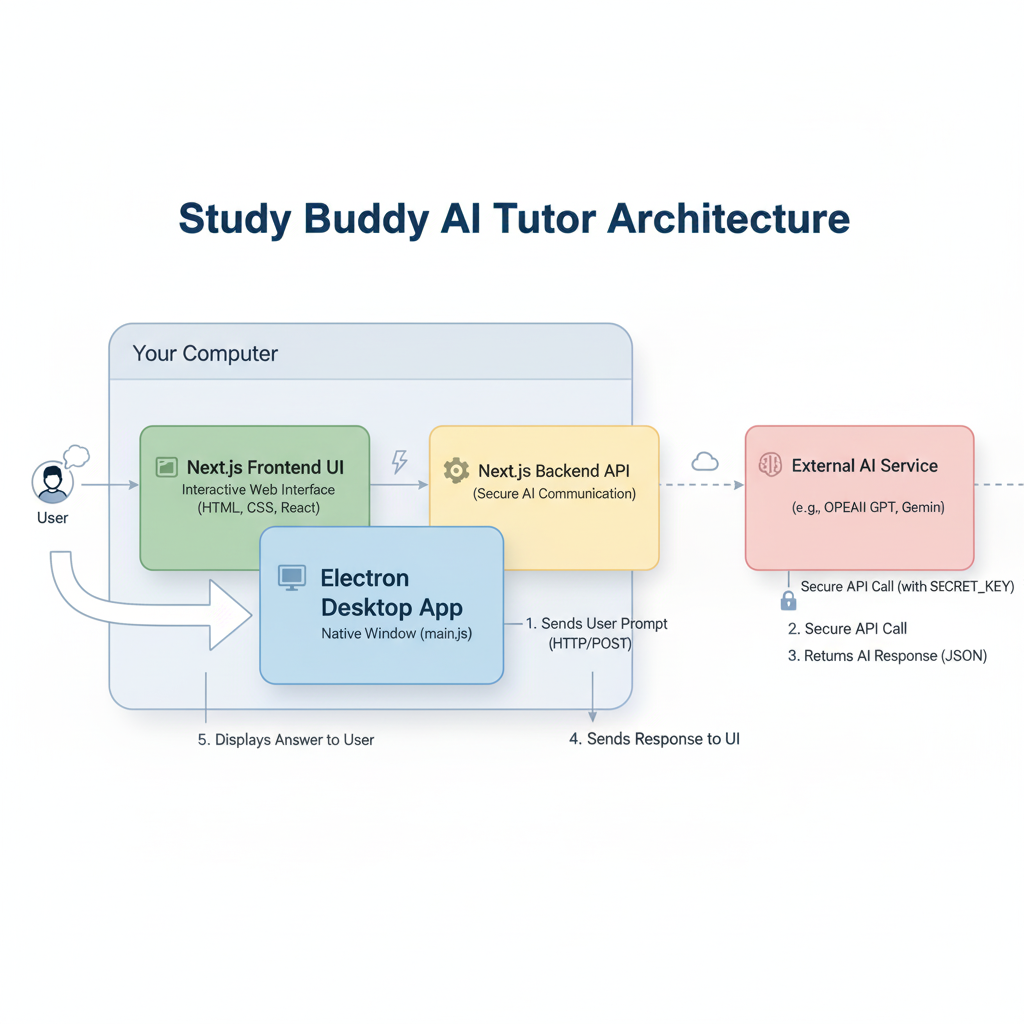 Study Buddy AI Tutor Architecture
Your Computer
User
Next.js Frontend UI
Interactive Web Interface
(HTML, CSS, React)
Next.js Backend API
(Secure AI Communication)
External AI Service
(e.g., OPEAII GPT, Gemin)
Electron
Desktop App
Native Window (main.js)
1. Sends User Prompt
(HTTP/POST)
Secure API Call (with SECRET_KEY)
2. Secure API Call
3. Retums AI Response (JSON)
5. Displays Answer to User
4. Sends Response to UI